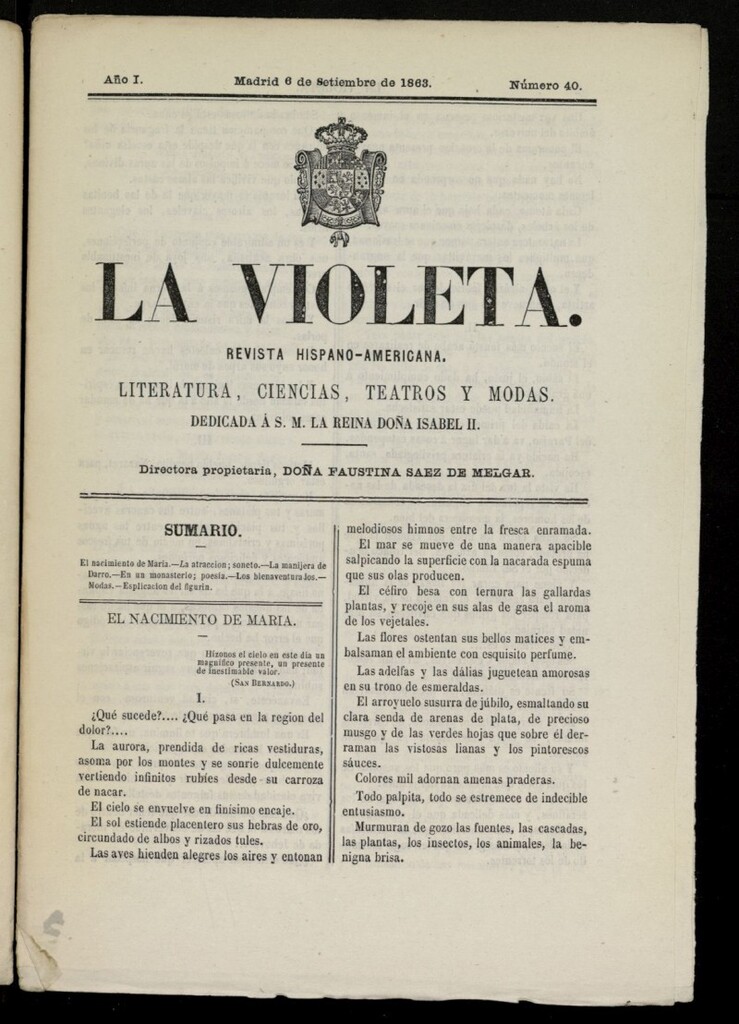 Año I.
Madrid 6 de Setiembre de 1863.
Número 40.
LA VIOLETA.
REVISTA HISPANO-AMERICANA.
LITERATURA, CIENCIAS, TEATROS Y MODAS.
DEDICADA Á S. M. LA REINA DOÑA ISABEL II.
Directora propietaria, DOÑA FAUSTINA SAEZ DE MELGAR.
SUMARIO.
El nacimiento de María.—La atraccion; soneto.—La manijera de
Darro.—En un monasterio; poesía.—Los bienaventurados.—
Modas.—Esplicacion del figurin.
EL NACIMIENTO DE MARIA.
Hízonos el cielo en este dia un
magnífico presente, un presente
de inestimable valor.
(SAN BERNARDO.)
I.
¿Qué sucede?.... ¿Qué pasa en la region del
dolor?....
La aurora, prendida de ricas vestiduras,
asoma por los montes y se sonrie dulcemente
vertiendo infinitos rubíes desde su carroza
de nacar.
El cielo se envuelve en finísimo encaje.
El sol estiende placentero sus hebras de oro,
circundado de albos y rizados tules.
Las aves hienden alegres los aires y entonan
melodiosos himnos entre la fresca enramada.
El mar se mueve de una manera apacible
salpicando la superficie con la nacarada espuma
que sus olas producen.
El céfiro besa con ternura las gallardas
plantas, y recoje en sus alas de gasa el aroma
de los vejetales.
Las flores ostentan sus bellos matices y em-
balsaman el ambiente con esquisito perfume.
Las adelfas y las dálias juguetean amorosas
en su trono de esmeraldas.
El arroyuelo susurra de júbilo, esmaltando su
clara senda de arenas de plata, de precioso
musgo y de las verdes hojas que sobre él der-
raman las vistosas lianas y los pintorescos
sáuces.
Colores mil adornan amenas praderas.
Todo palpita, todo se estremece de indecible
entusiasmo.
Murmuran de gozo las fuentes, las cascadas,
las plantas, los insectos, los animales, la be-
nigna brisa.